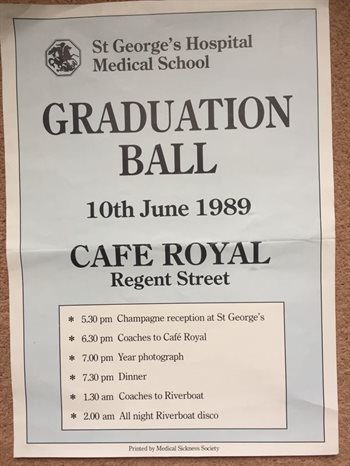 St George's Hospital
Medical School
GRADUATION
BALL
10th June 1989
CAFE ROYAL
Regent Street
* 5.30 pm Champagne reception at St George's
* 6.30 pm Coaches to Café Royal
* 7.00 pm Year photograph
* 7.30 pm Dinner
* 1.30 am Coaches to Riverboat
* 2.00 am All night Riverboat disco
Printed by Medical Sickness Society